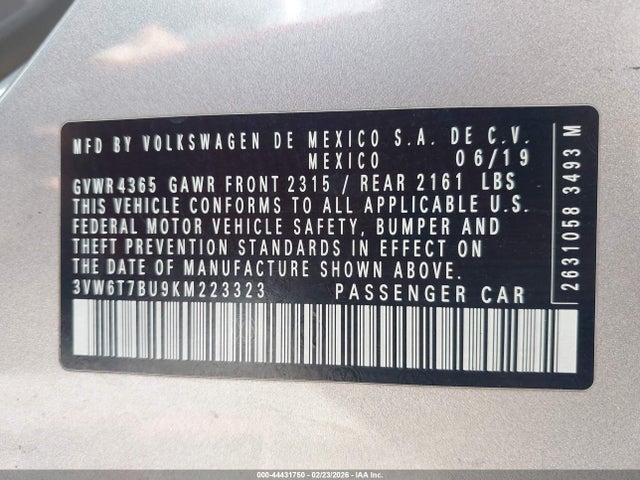 MFD BY VOLKSWAGEN DE MEXICO S.A. DE C.V.
MEXICO 06/19
GVWR 4365 GAWR FRONT 2315 / REAR 2161 LBS
THIS VEHICLE CONFORMS TO ALL APPLICABLE U.S.
FEDERAL MOTOR VEHICLE SAFETY, BUMPER AND
THEFT PREVENTION STANDARDS IN EFFECT ON
THE DATE OF MANUFACTURE SHOWN ABOVE.
3VW6T7BU9KM223323 PASSENGER CAR
2631058 3493 M
000-44431750 - 02/23/2026 - IAA Inc.